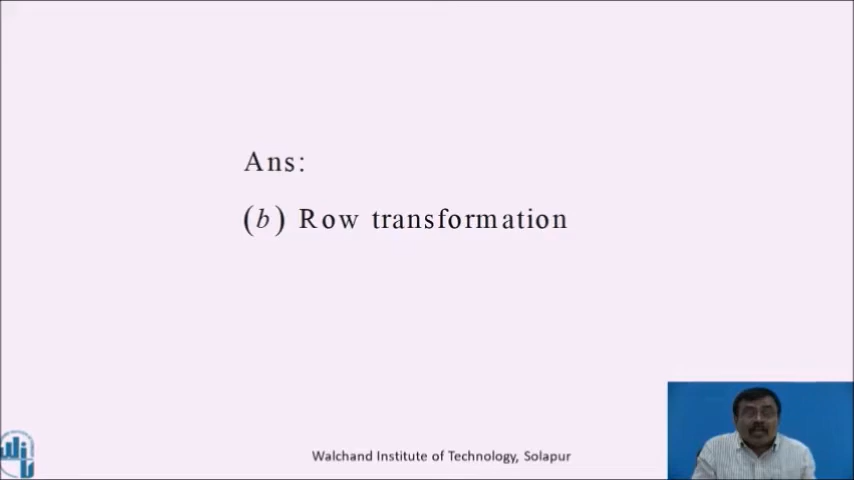 Ans:
(b) Row transformation
Walchand Institute of Technology, Solapur